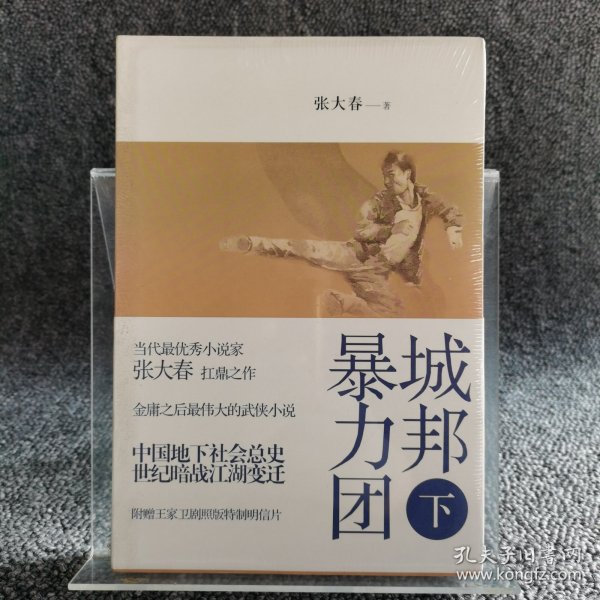 张大春——著
当代最优秀小说家
张大春 扛鼎之作
金庸之后最伟大的武侠小说
中国地下社会总史
世纪暗战江湖变迁
附赠王家卫剧照版特制明信片
城邦
暴力团
下
孔夫子旧书网
www.kongfz.com